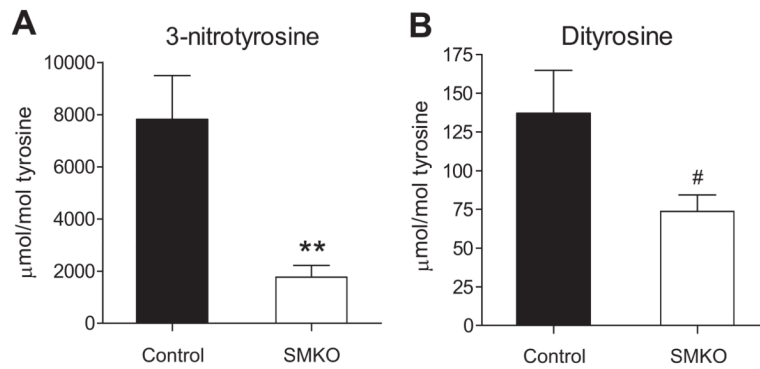 A
3-nitrotyrosine
μmol/mol tyrosine
10000
8000
6000
4000
2000
0
**
Control
SMKO
B
Dityrosine
μmol/mol tyrosine
175
150
125
100
75
50
25
0
#
Control
SMKO